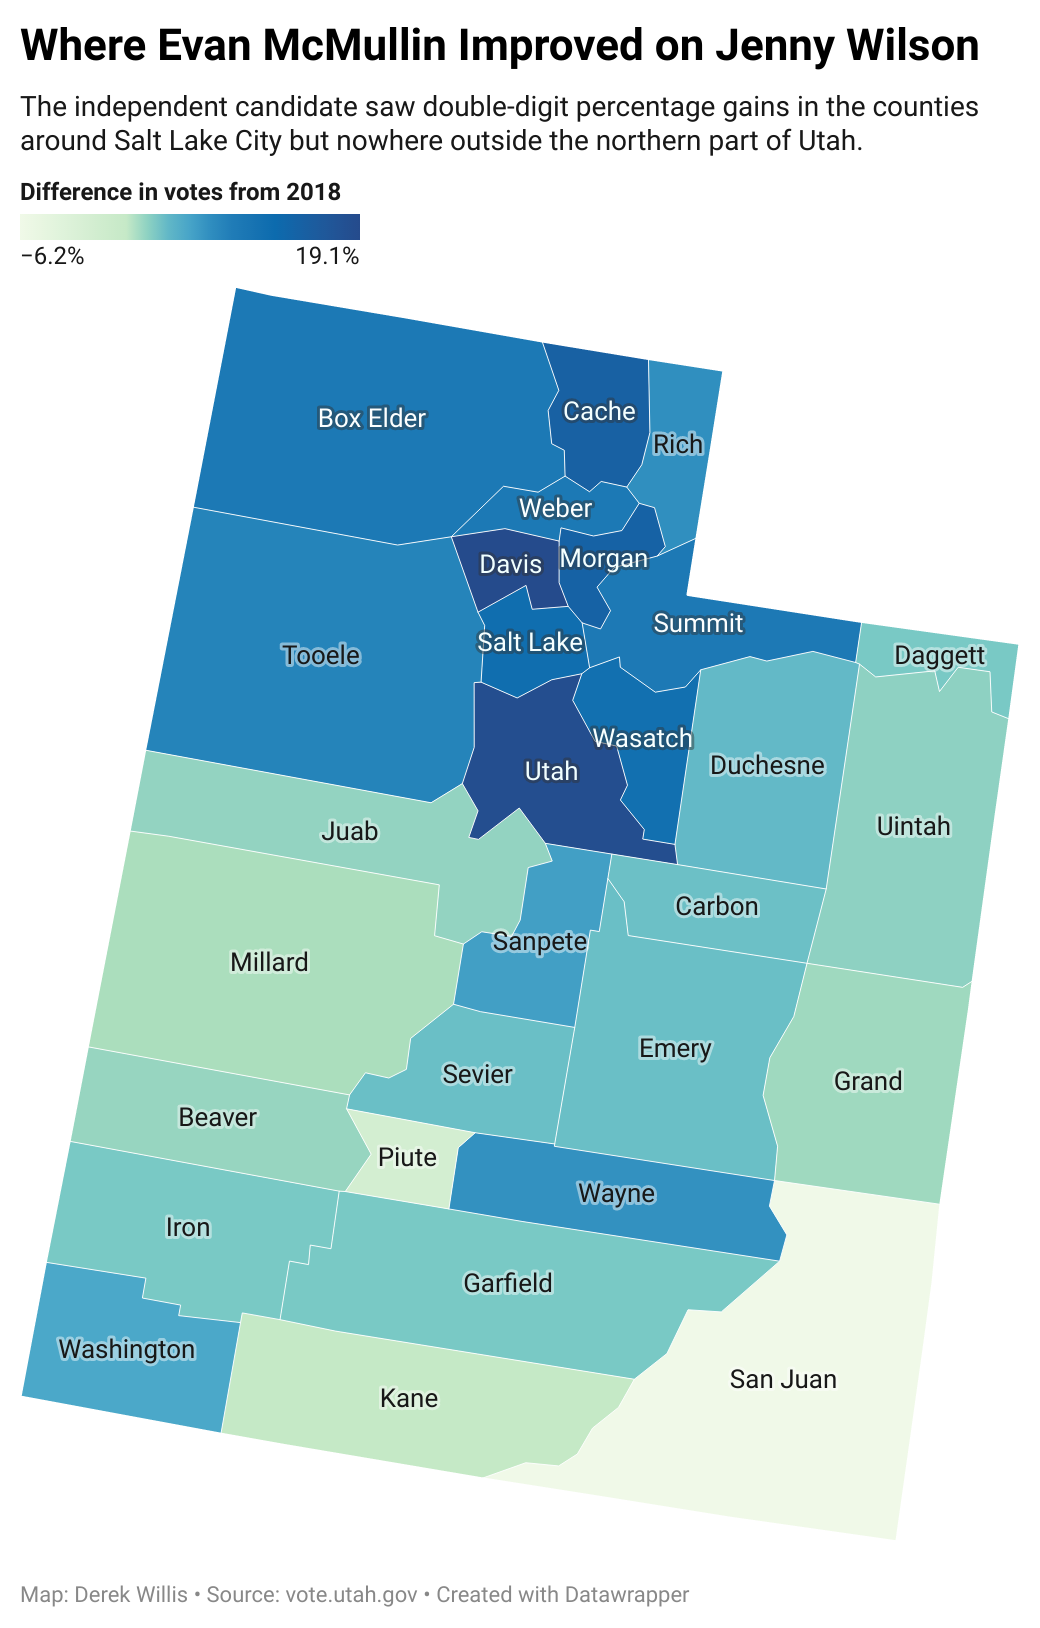 Where Evan McMullin Improved on Jenny Wilson
The independent candidate saw double-digit percentage gains in the counties
around Salt Lake City but nowhere outside the northern part of Utah.
Difference in votes from 2018
−6.2% 19.1%
Box Elder
Cache
Rich
Weber
Davis
Morgan
Summit
Salt Lake
Tooele
Daggett
Wasatch
Duchesne
Utah
Uintah
Juab
Carbon
Sanpete
Millard
Emery
Sevier
Grand
Beaver
Piute
Wayne
Iron
Garfield
Washington
San Juan
Kane
Map: Derek Willis • Source: vote.utah.gov • Created with Datawrapper